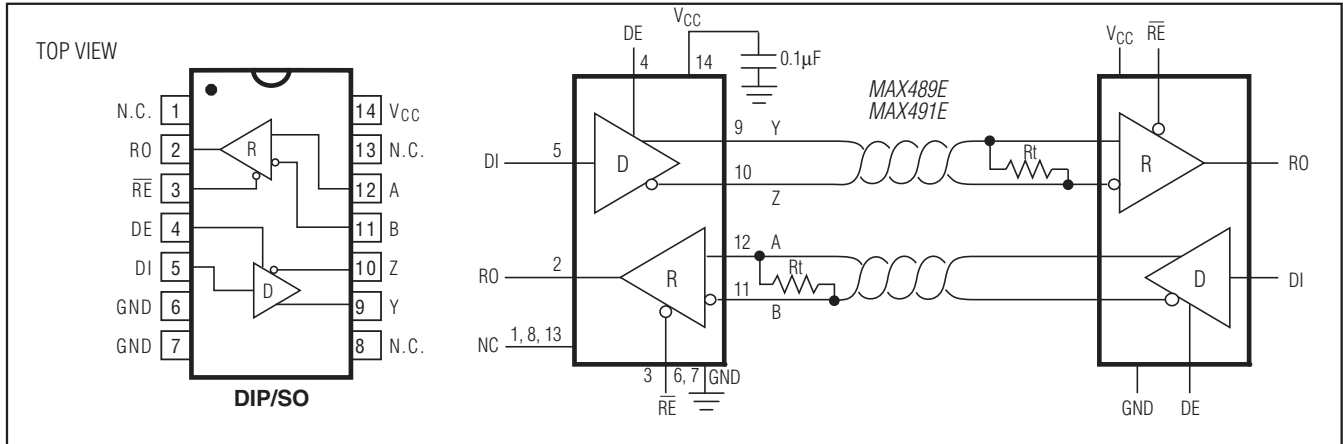 TOP VIEW
N.C. 1
RO 2
RE 3
DE 4
DI 5
GND 6
GND 7
14 VCC
13 N.C.
12 A
11 B
10 Z
9 Y
8 N.C.
R
D
DIP/SO
VCC
DE
4
14
0.1µF
DI
5
D
9 Y
10
Z
MAX489E
MAX491E
Rt
RO
2
R
12 A
11
B
Rt
NC
1, 8, 13
3
6, 7
GND
RE
VCC
RE
R
RO
D
DI
GND
DE